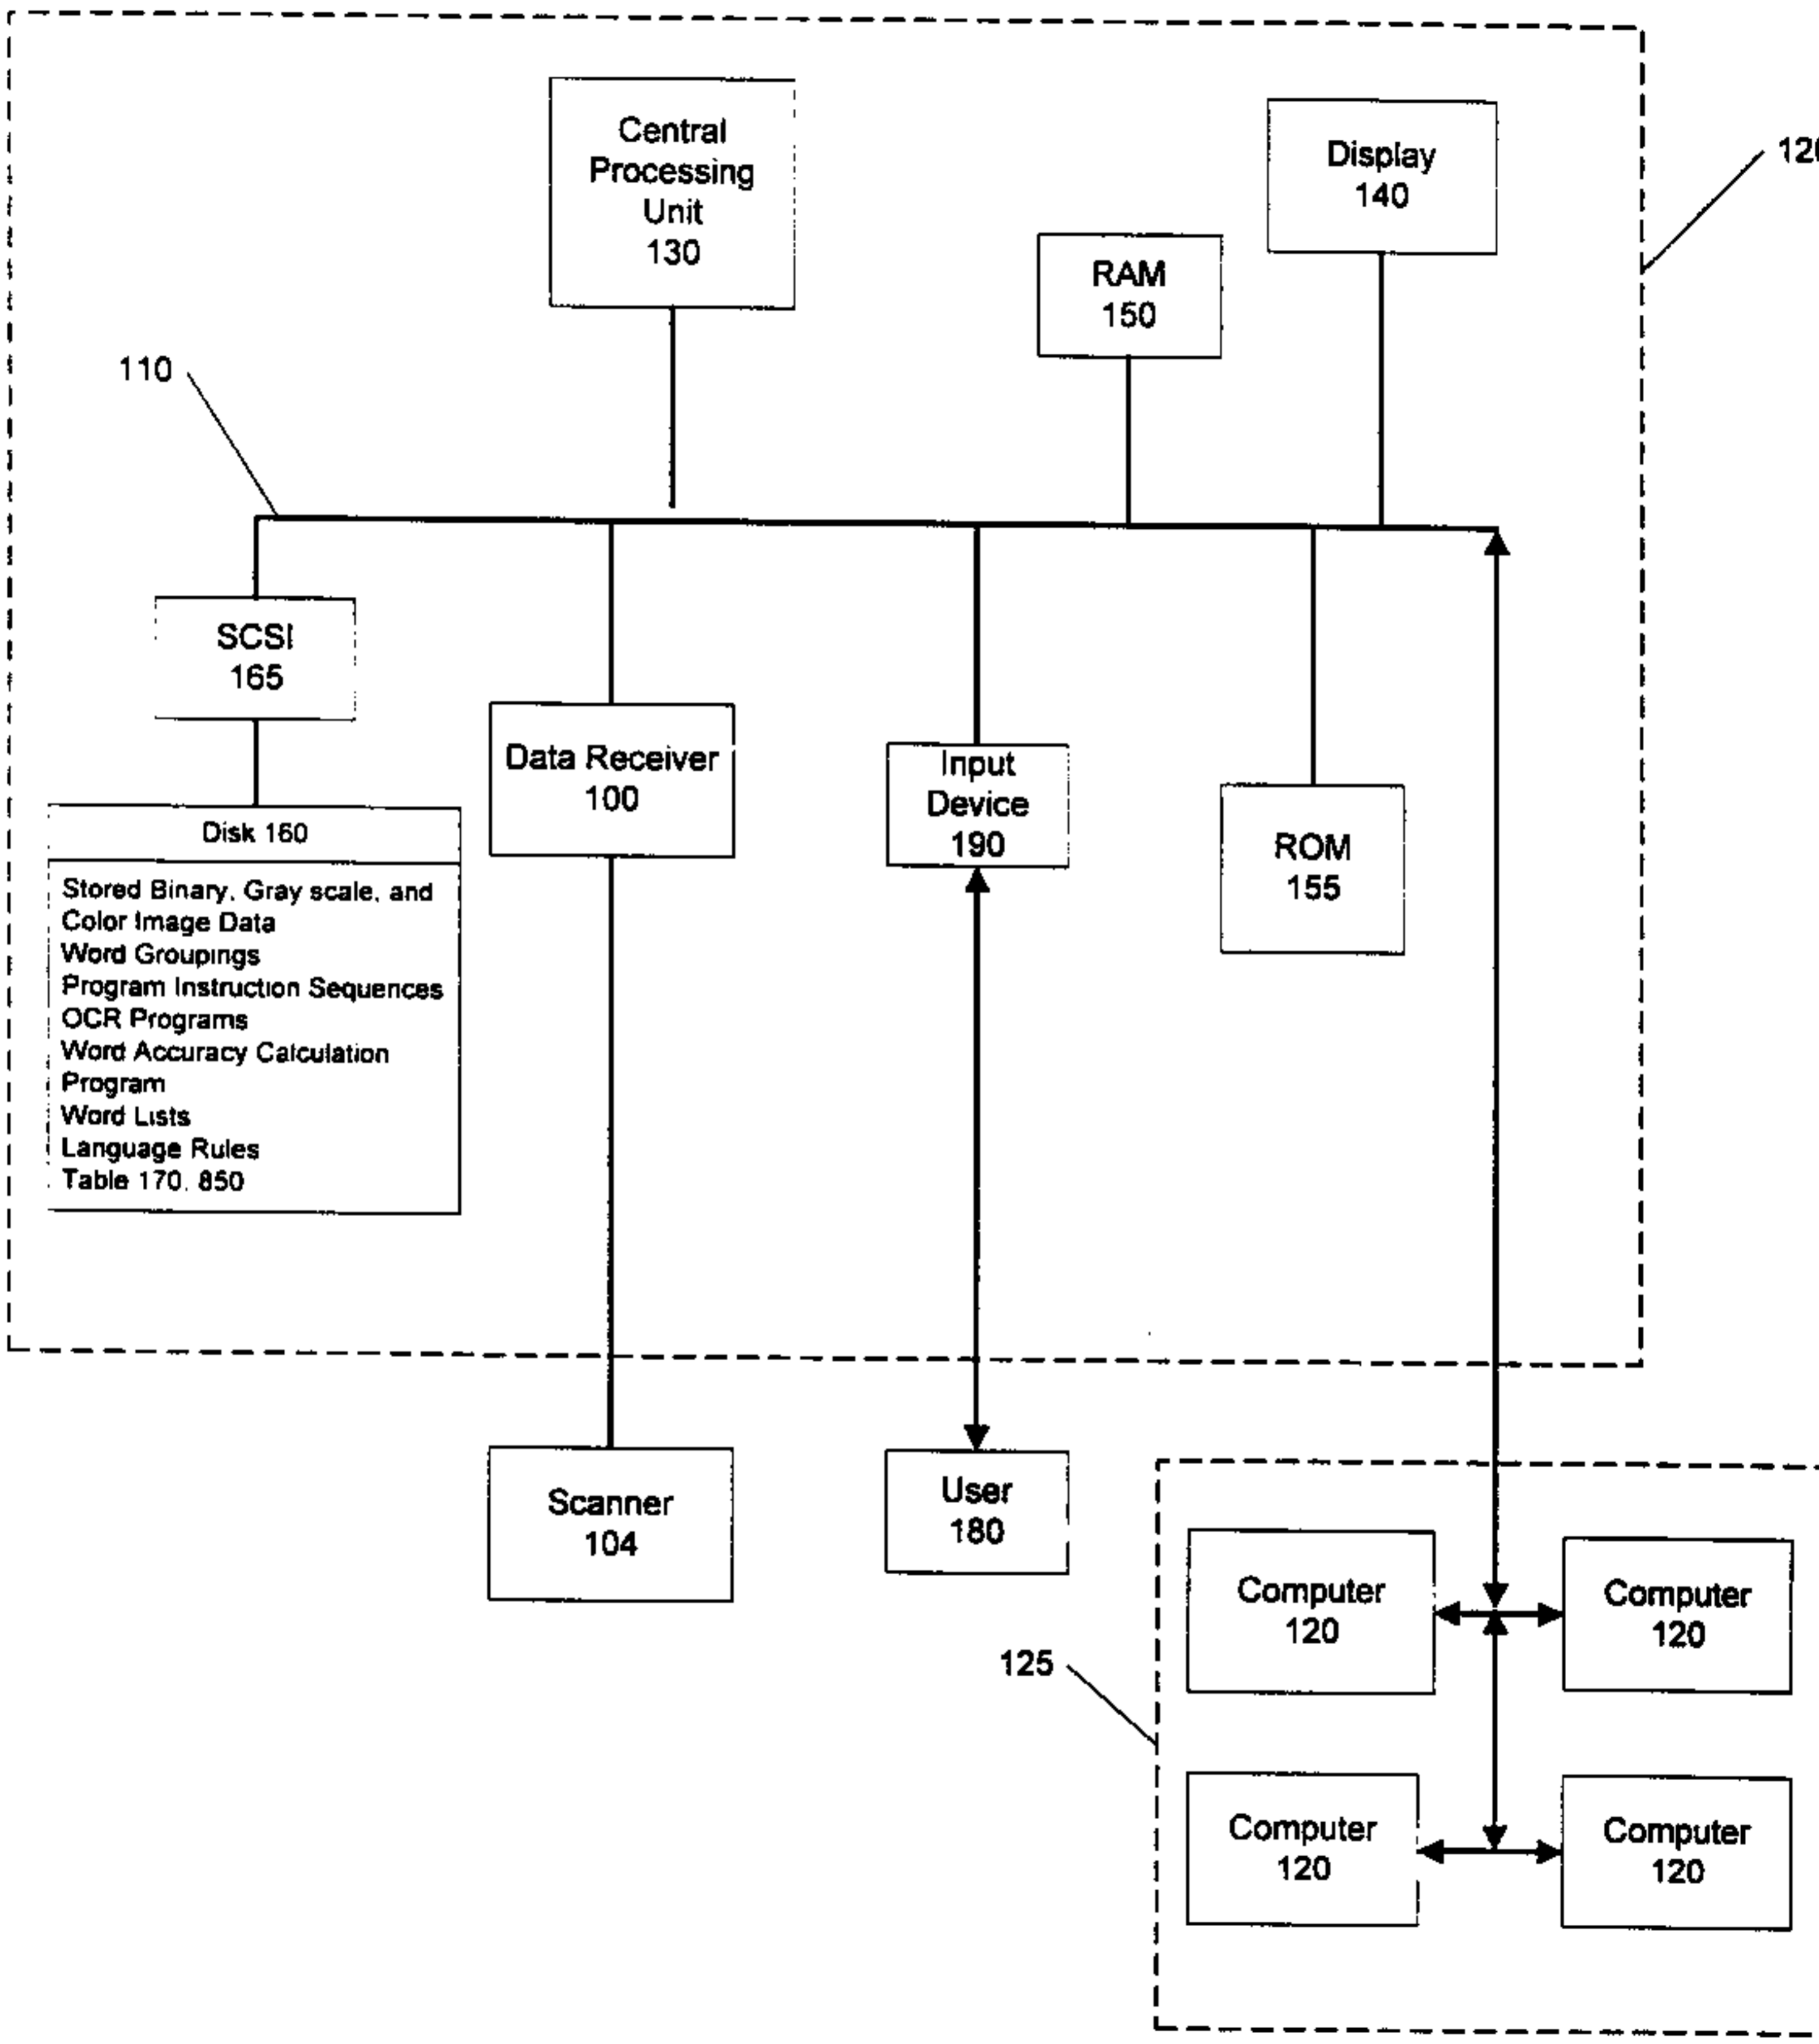 Central
Processing
Unit
130
Display
140
120
RAM
150
110
SCSI
165
Data Receiver
100
Input
Device
190
ROM
155
Disk 160
Stored Binary, Gray scale, and
Color Image Data
Word Groupings
Program Instruction Sequences
OCR Programs
Word Accuracy Calculation
Program
Word Lists
Language Rules
Table 170, 850
Scanner
104
User
180
Computer
120
Computer
120
125
Computer
120
Computer
120